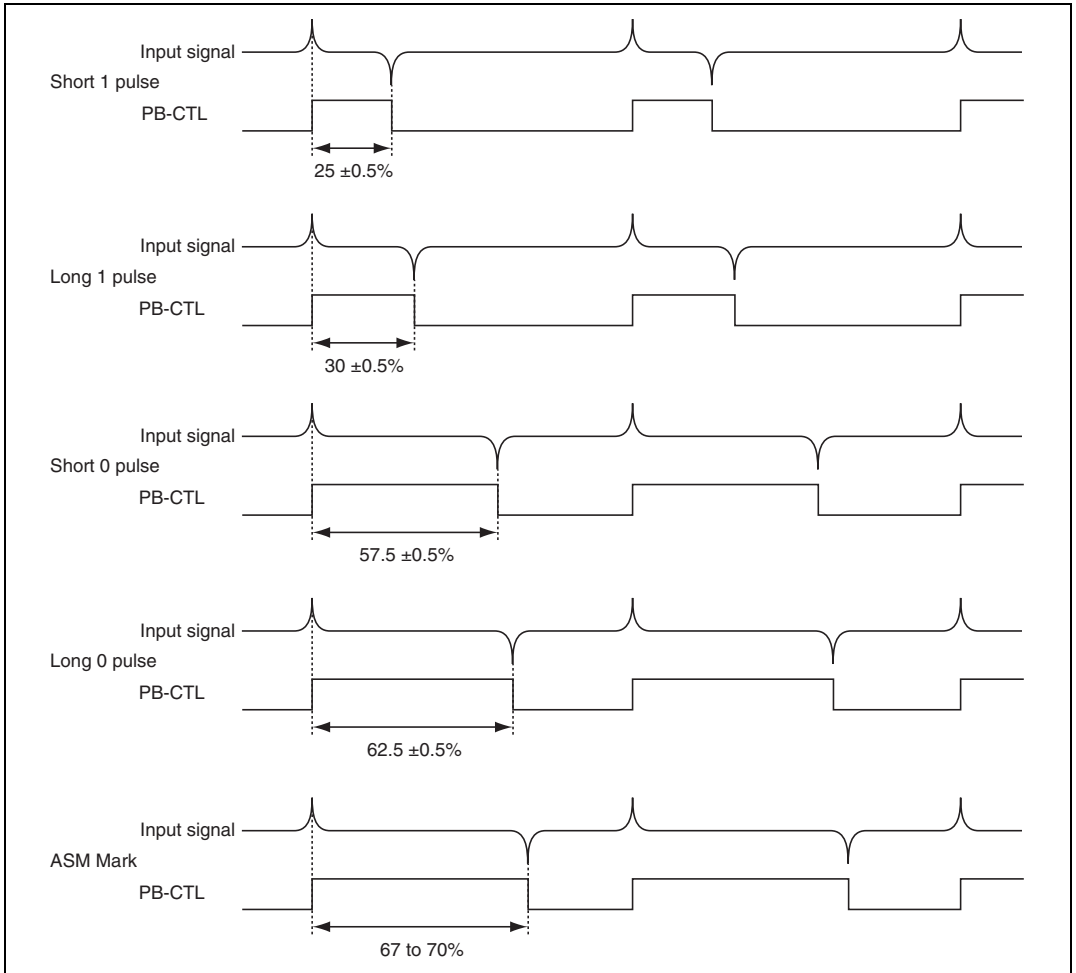 Input signal
Short 1 pulse
PB-CTL
25 ±0.5%
Input signal
Long 1 pulse
PB-CTL
30 ±0.5%
Input signal
Short 0 pulse
PB-CTL
57.5 ±0.5%
Input signal
Long 0 pulse
PB-CTL
62.5 ±0.5%
Input signal
ASM Mark
PB-CTL
67 to 70%